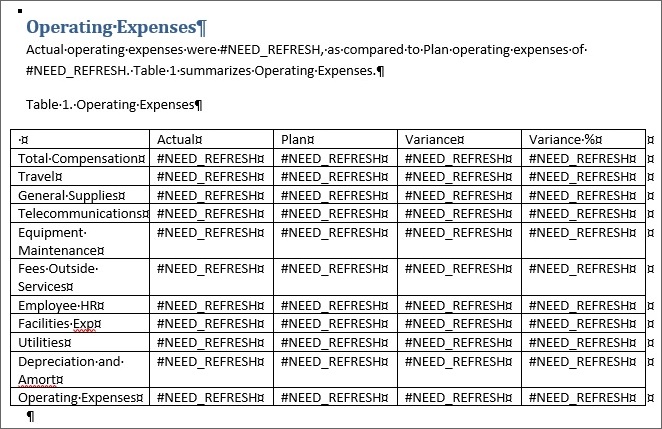 Operating·Expenses¶
Actual·operating·expenses·were·#NEED_REFRESH,·as·compared·to·Plan·operating·expenses·of·
#NEED_REFRESH.·Table·1·summarizes·Operating·Expenses.¶
Table·1.·Operating·Expenses¶
·¤ Actual¤ Plan¤ Variance¤ Variance·%¤ ¤
Total·Compensation¤ #NEED_REFRESH¤ #NEED_REFRESH¤ #NEED_REFRESH¤ #NEED_REFRESH¤ ¤
Travel¤ #NEED_REFRESH¤ #NEED_REFRESH¤ #NEED_REFRESH¤ #NEED_REFRESH¤ ¤
General·Supplies¤ #NEED_REFRESH¤ #NEED_REFRESH¤ #NEED_REFRESH¤ #NEED_REFRESH¤ ¤
Telecommunications¤ #NEED_REFRESH¤ #NEED_REFRESH¤ #NEED_REFRESH¤ #NEED_REFRESH¤ ¤
Equipment· #NEED_REFRESH¤ #NEED_REFRESH¤ #NEED_REFRESH¤ #NEED_REFRESH¤ ¤
Maintenance¤
Fees·Outside· #NEED_REFRESH¤ #NEED_REFRESH¤ #NEED_REFRESH¤ #NEED_REFRESH¤ ¤
Services¤
Employee·HR¤ #NEED_REFRESH¤ #NEED_REFRESH¤ #NEED_REFRESH¤ #NEED_REFRESH¤ ¤
Facilities·Exp¤ #NEED_REFRESH¤ #NEED_REFRESH¤ #NEED_REFRESH¤ #NEED_REFRESH¤ ¤
Utilities¤ #NEED_REFRESH¤ #NEED_REFRESH¤ #NEED_REFRESH¤ #NEED_REFRESH¤ ¤
Depreciation·and· #NEED_REFRESH¤ #NEED_REFRESH¤ #NEED_REFRESH¤ #NEED_REFRESH¤ ¤
Amort¤
Operating·Expenses¤ #NEED_REFRESH¤ #NEED_REFRESH¤ #NEED_REFRESH¤ #NEED_REFRESH¤ ¤
¶